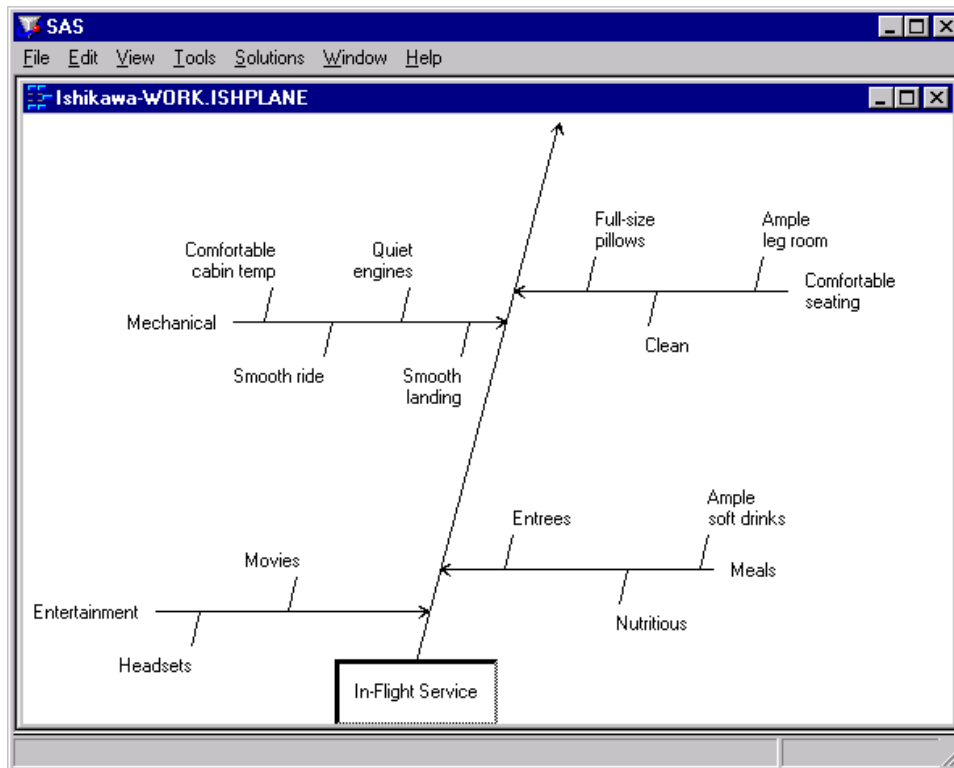 SAS
File Edit View Tools Solutions Window Help
Ishikawa-WORK.ISHPLANE
Full-size
pillows
Ample
leg room
Comfortable
cabin temp
Quiet
engines
Comfortable
seating
Mechanical
Clean
Smooth ride
Smooth
landing
Ample
soft drinks
Entrees
Movies
Meals
Entertainment
Nutritious
Headsets
In-Flight Service